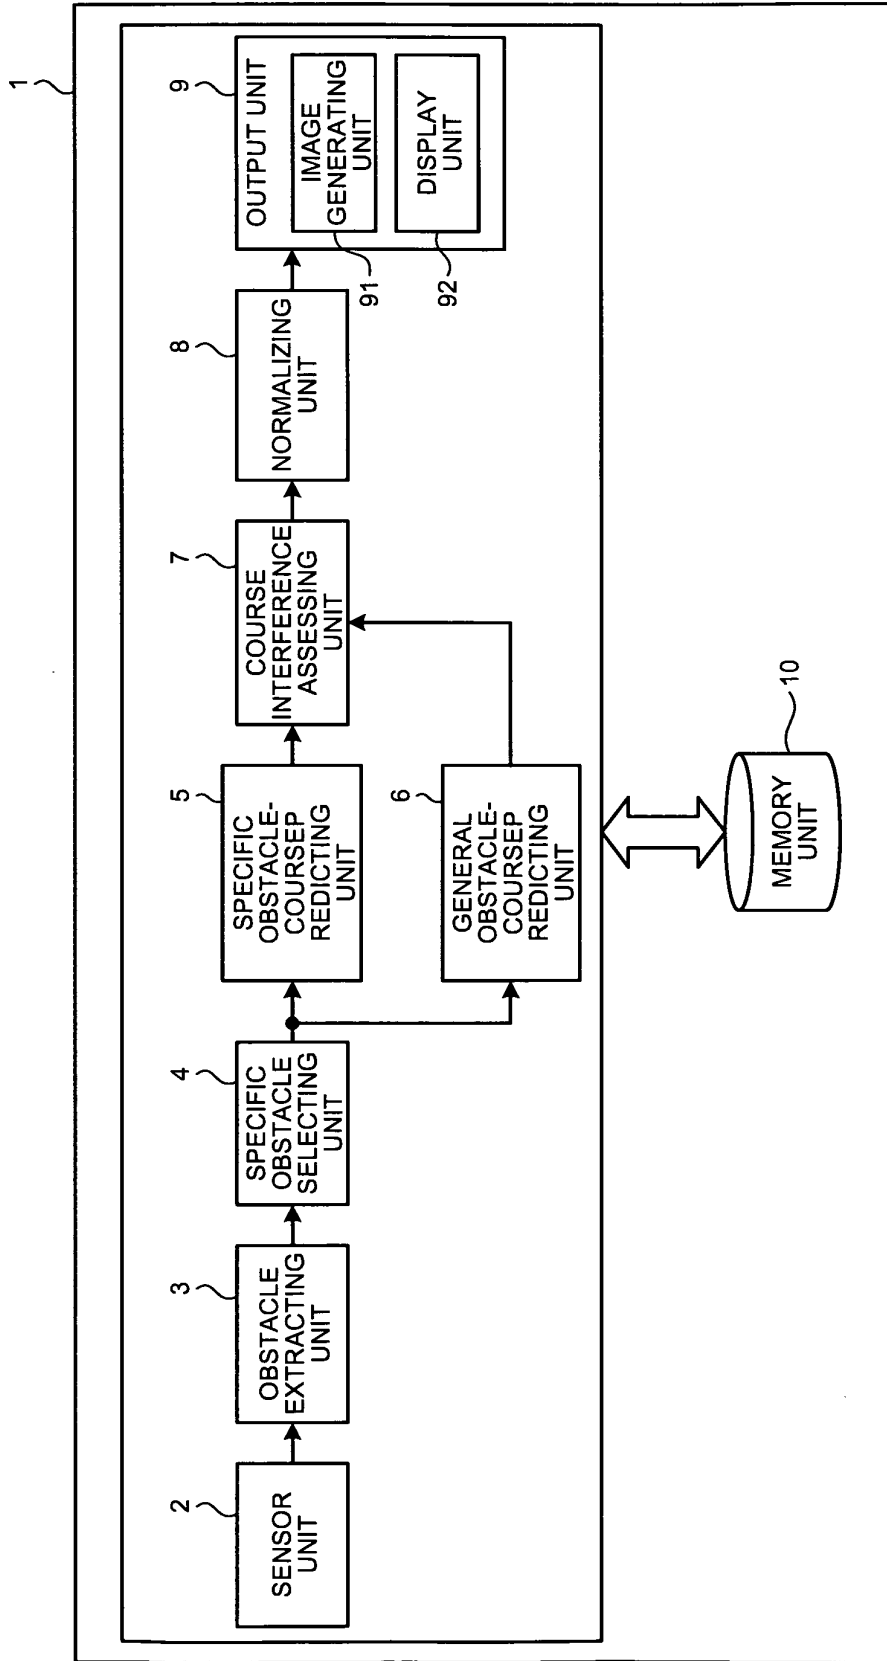 1
2
SENSOR
UNIT
3
OBSTACLE
EXTRACTING
UNIT
4
SPECIFIC
OBSTACLE
SELECTING
UNIT
5
SPECIFIC
OBSTACLE-
COURSEP
REDICTING
UNIT
6
GENERAL
OBSTACLE-
COURSEP
REDICTING
UNIT
7
COURSE
INTERFERENCE
ASSESSING
UNIT
8
NORMALIZING
UNIT
9
OUTPUT UNIT
IMAGE
GENERATING
UNIT
91
DISPLAY
UNIT
92
10
MEMORY
UNIT